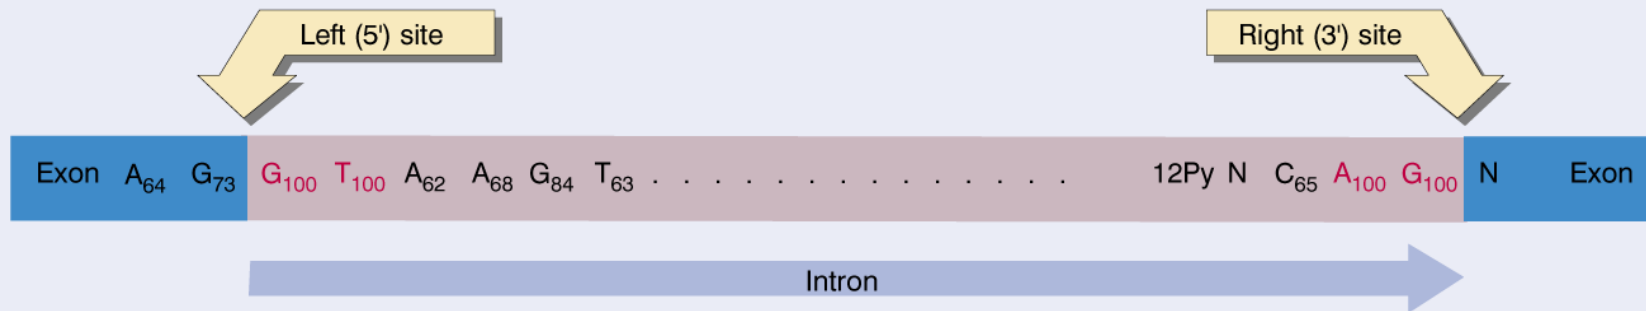 Left (5') site
Right (3') site
Exon A64 G73 G100 T100 A62 A68 G84 T63 . . . . . . . . . . . . . . 12Py N C65 A100 G100 N Exon
Intron